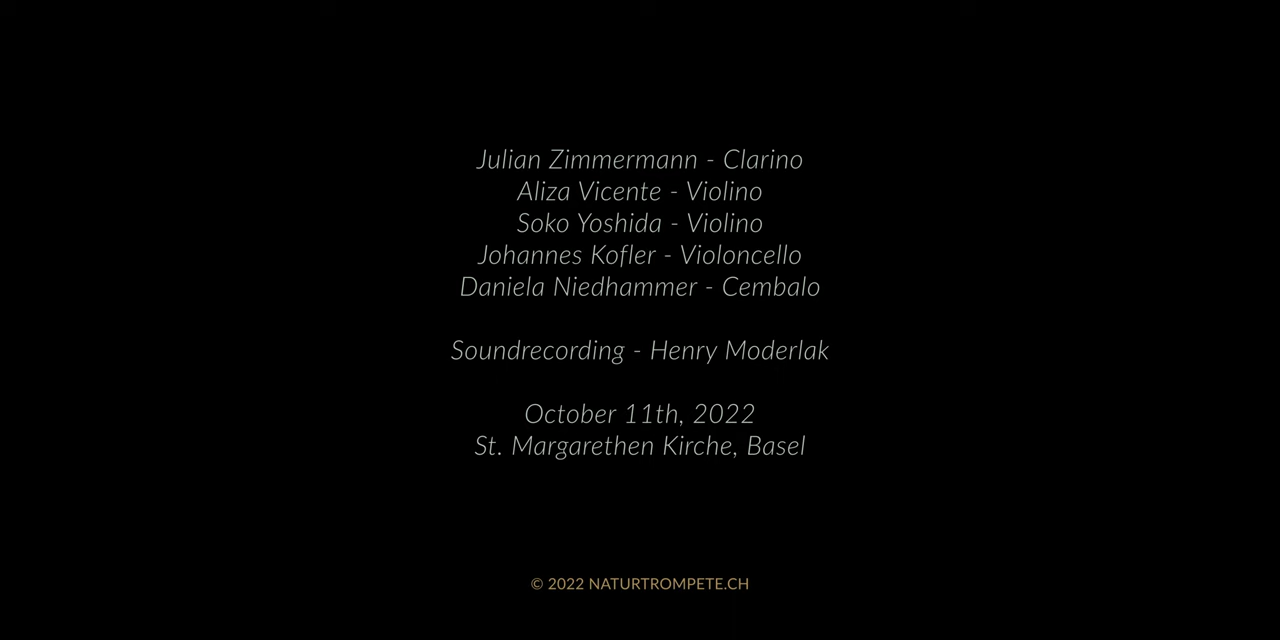 Julian Zimmermann - Clarino
Aliza Vicente - Violino
Soko Yoshida - Violino
Johannes Kofler - Violoncello
Daniela Niedhammer - Cembalo
Soundrecording - Henry Moderlak
October 11th, 2022
St. Margarethen Kirche, Basel
© 2022 NATURTROMPETE.CH